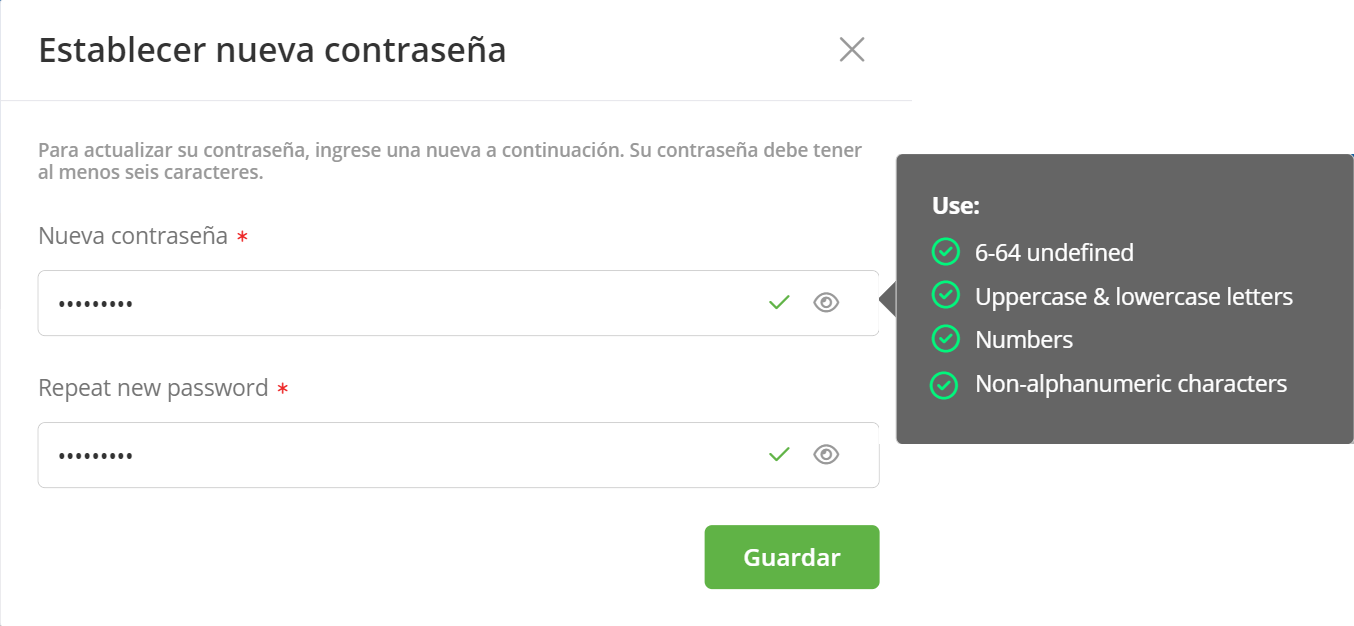 Establecer nueva contraseña
Para actualizar su contraseña, ingrese una nueva a continuación. Su contraseña debe tener
al menos seis caracteres.
Nueva contraseña *
•••••••••
Repeat new password *
•••••••••
Guardar
Use:
6-64 undefined
Uppercase & lowercase letters
Numbers
Non-alphanumeric characters